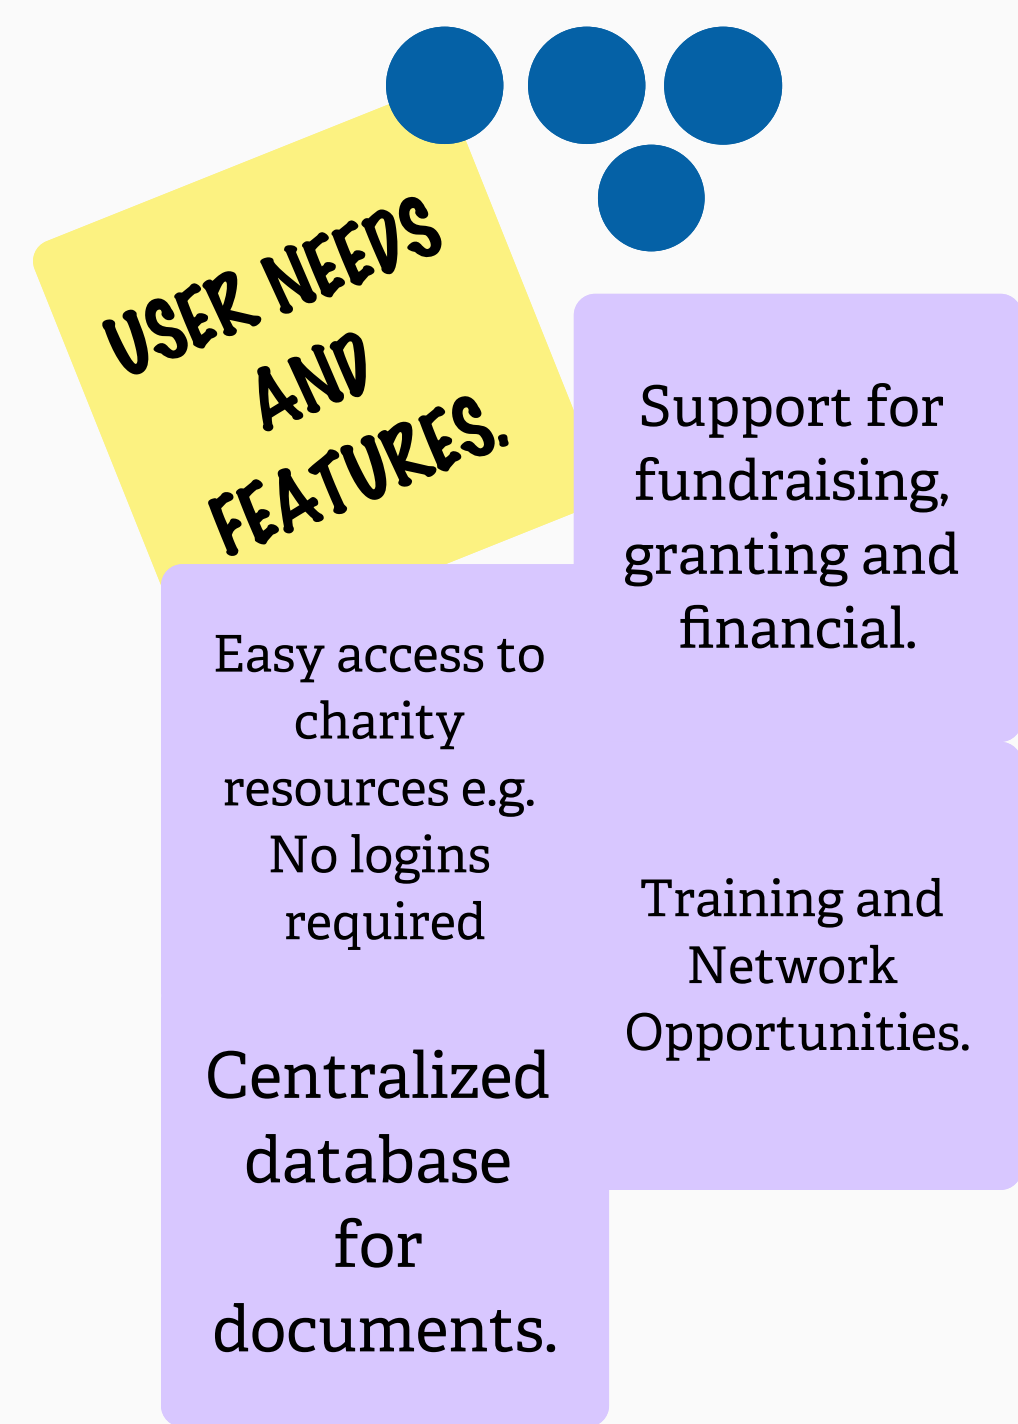 USER NEEDS
AND
FEATURES.
Support for
fundraising,
granting and
financial.
Easy access to
charity
resources e.g.
No logins
required
Training and
Network
Opportunities.
Centralized
database
for
documents.